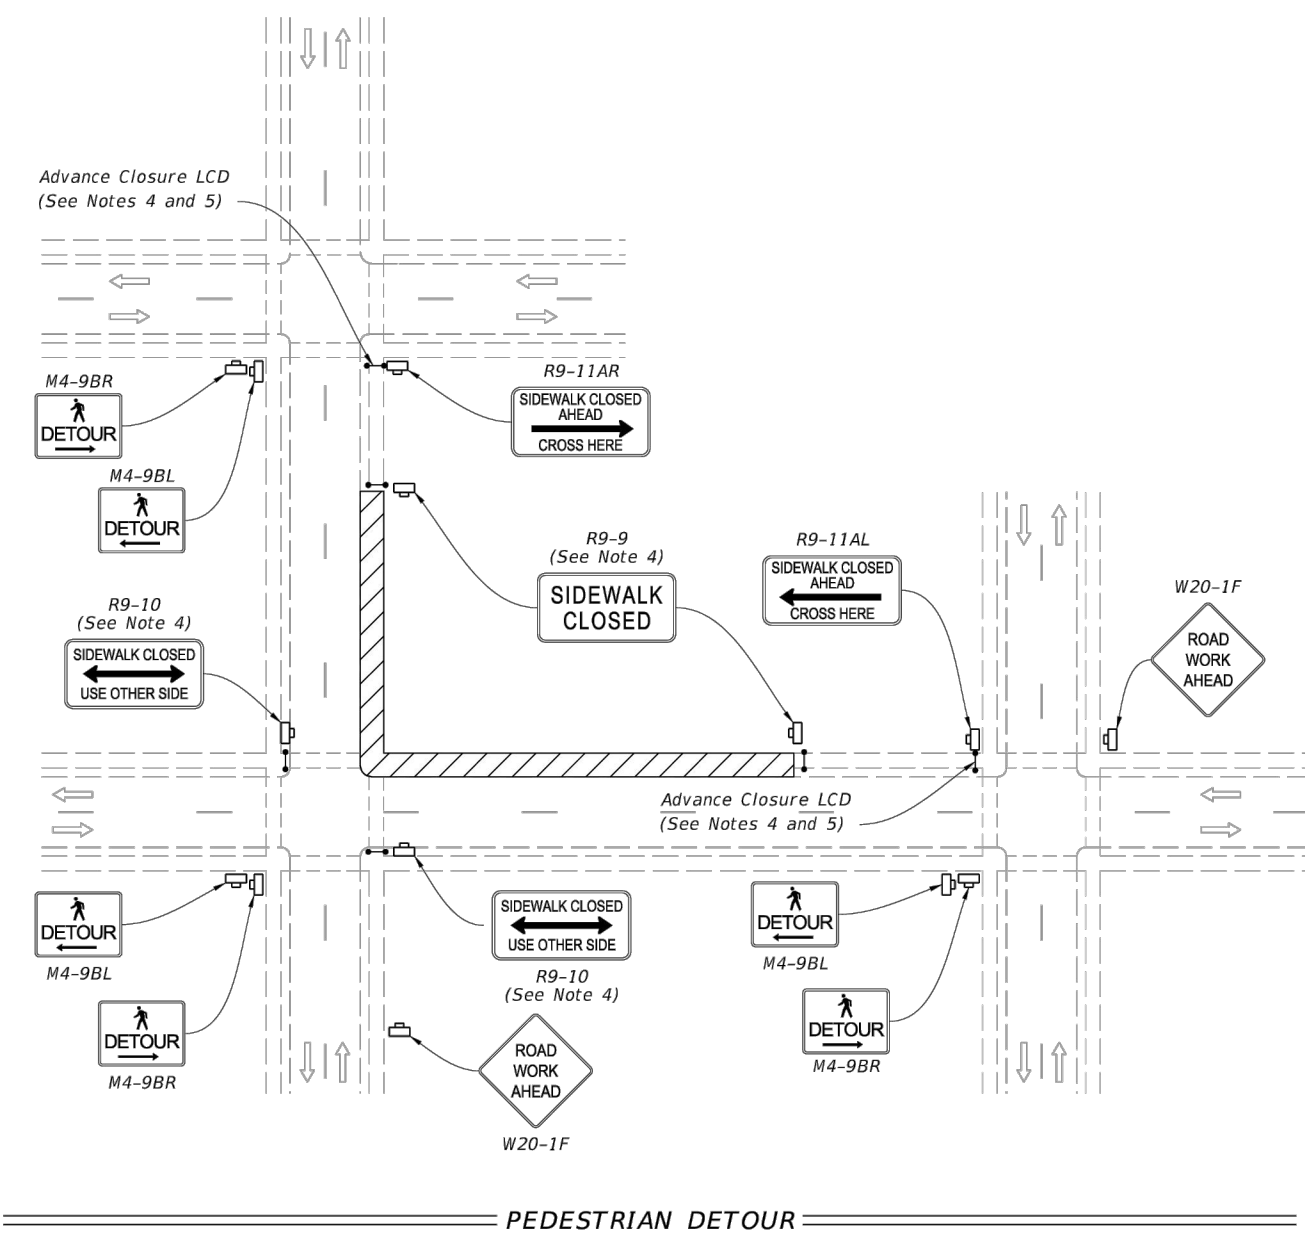 Advance Closure LCD
(See Notes 4 and 5)
M4-9BR
DETOUR
M4-9BL
DETOUR
R9-11AR
SIDEWALK CLOSED
AHEAD
CROSS HERE
R9-9
(See Note 4)
SIDEWALK
CLOSED
R9-11AL
SIDEWALK CLOSED
AHEAD
CROSS HERE
W20-1F
ROAD
WORK
AHEAD
R9-10
(See Note 4)
SIDEWALK CLOSED
USE OTHER SIDE
Advance Closure LCD
(See Notes 4 and 5)
DETOUR
M4-9BL
DETOUR
M4-9BR
SIDEWALK CLOSED
USE OTHER SIDE
R9-10
(See Note 4)
ROAD
WORK
AHEAD
W20-1F
DETOUR
M4-9BL
DETOUR
M4-9BR
PEDESTRIAN DETOUR